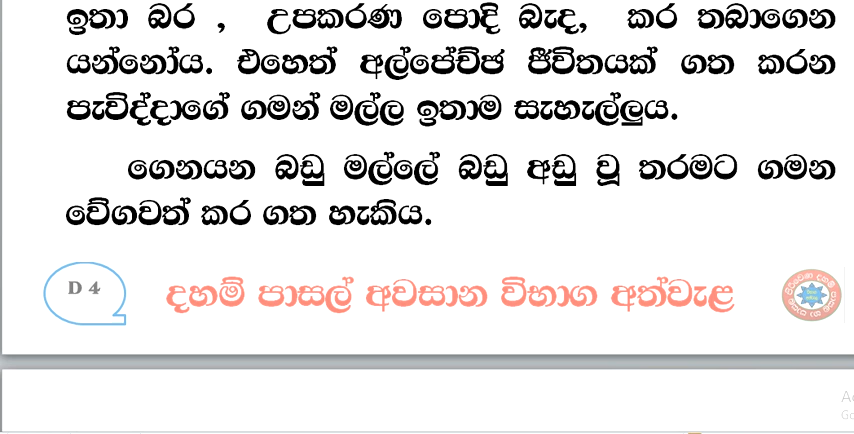 ඉතා බර , උපකරණ පොදි බැද, කර තබාගෙන
යන්නෝය. එහෙත් අල්පේච්ඡ ජීවිතයක් ගත කරන
පැවිද්දාගේ ගමන් මල්ල ඉතාම සැහැල්ලුය.
ගෙනයන බඩු මල්ලේ බඩු අඩු වූ තරමට ගමන
වේගවත් කර ගත හැකිය.
D 4
දහම් පාසල් අවසාන විභාග අත්වැළ